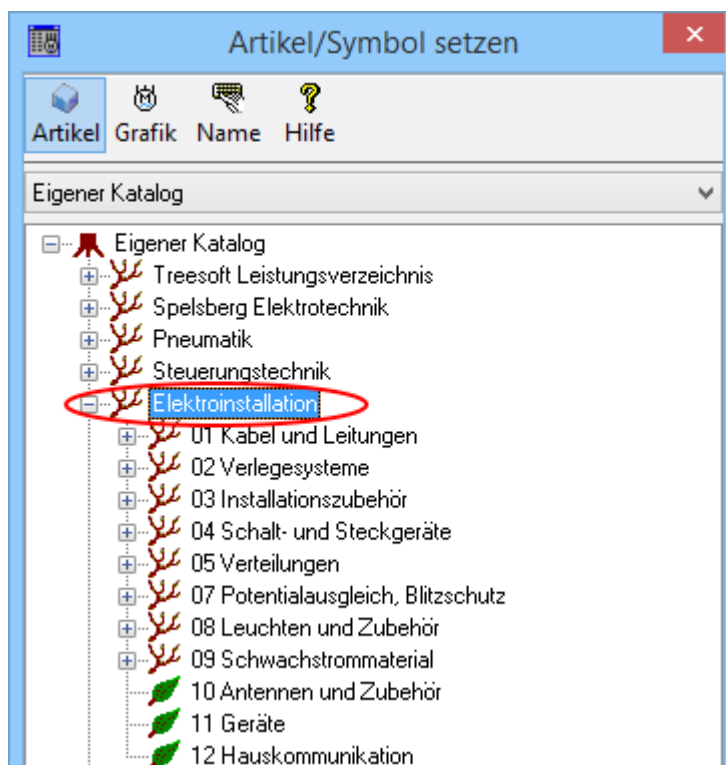 Artikel/Symbol setzen
Artikel Grafik Name Hilfe
Eigener Katalog
Eigener Katalog
Treesoft Leistungsverzeichnis
Spelsberg Elektrotechnik
Pneumatik
Steuerungstechnik
Elektroinstallation
01 Kabel und Leitungen
02 Verlegesysteme
03 Installationszubehör
04 Schalt- und Steckgeräte
05 Verteilungen
07 Potentialausgleich, Blitzschutz
08 Leuchten und Zubehör
09 Schwachstrommaterial
10 Antennen und Zubehör
11 Geräte
12 Hauskommunikation